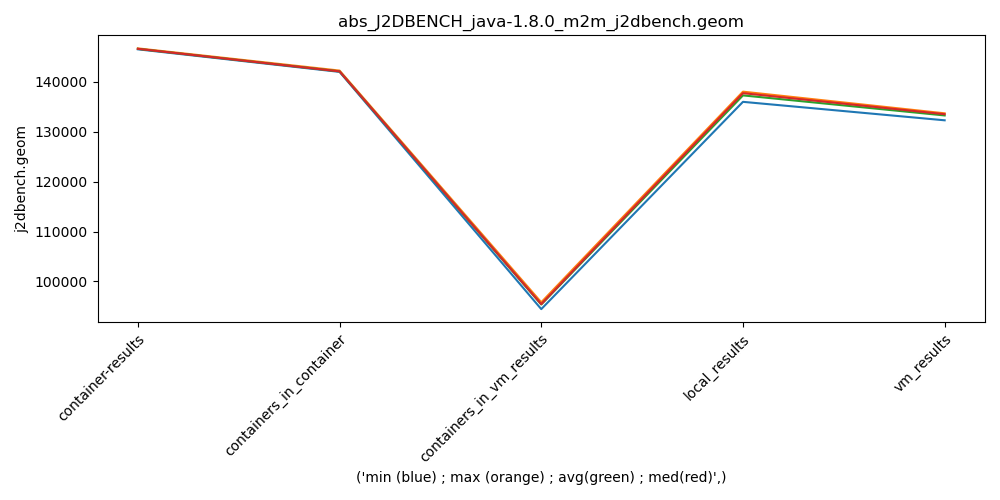 abs_J2DBENCH_java-1.8.0_m2m_j2dbench.geom
j2dbench.geom
140000
130000
120000
110000
100000
container-results
containers_in_container
containers_in_vm_results
local_results
vm_results
('min (blue) ; max (orange) ; avg(green) ; med(red)',)